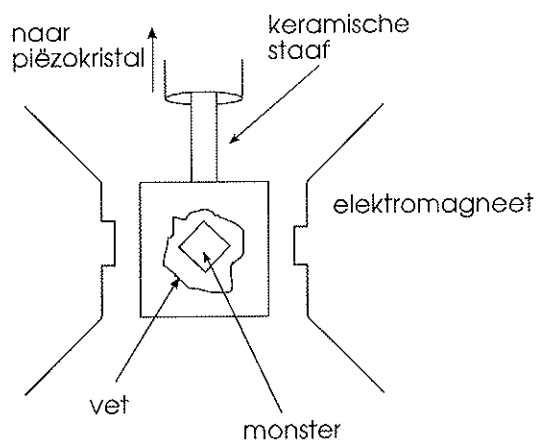 naar
piëzokristal
keramische
staaf
elektromagneet
vet
monster